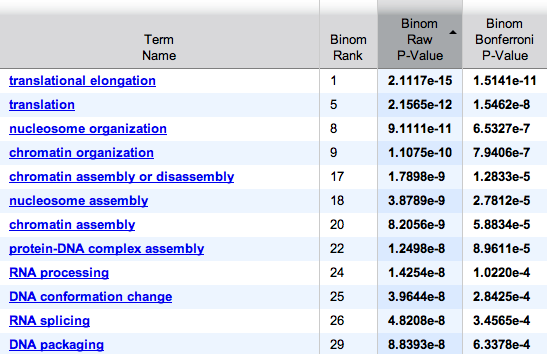 Term Name Binom Rank Binom Raw P-Value Binom Bonferroni P-Value
translational elongation 1 2.1117e-15 1.5141e-11
translation 5 2.1565e-12 1.5462e-8
nucleosome organization 8 9.1111e-11 6.5327e-7
chromatin organization 9 1.1075e-10 7.9406e-7
chromatin assembly or disassembly 17 1.7898e-9 1.2833e-5
nucleosome assembly 18 3.8789e-9 2.7812e-5
chromatin assembly 20 8.2056e-9 5.8834e-5
protein-DNA complex assembly 22 1.2498e-8 8.9611e-5
RNA processing 24 1.4254e-8 1.0220e-4
DNA conformation change 25 3.9644e-8 2.8425e-4
RNA splicing 26 4.8208e-8 3.4565e-4
DNA packaging 29 8.8393e-8 6.3378e-4